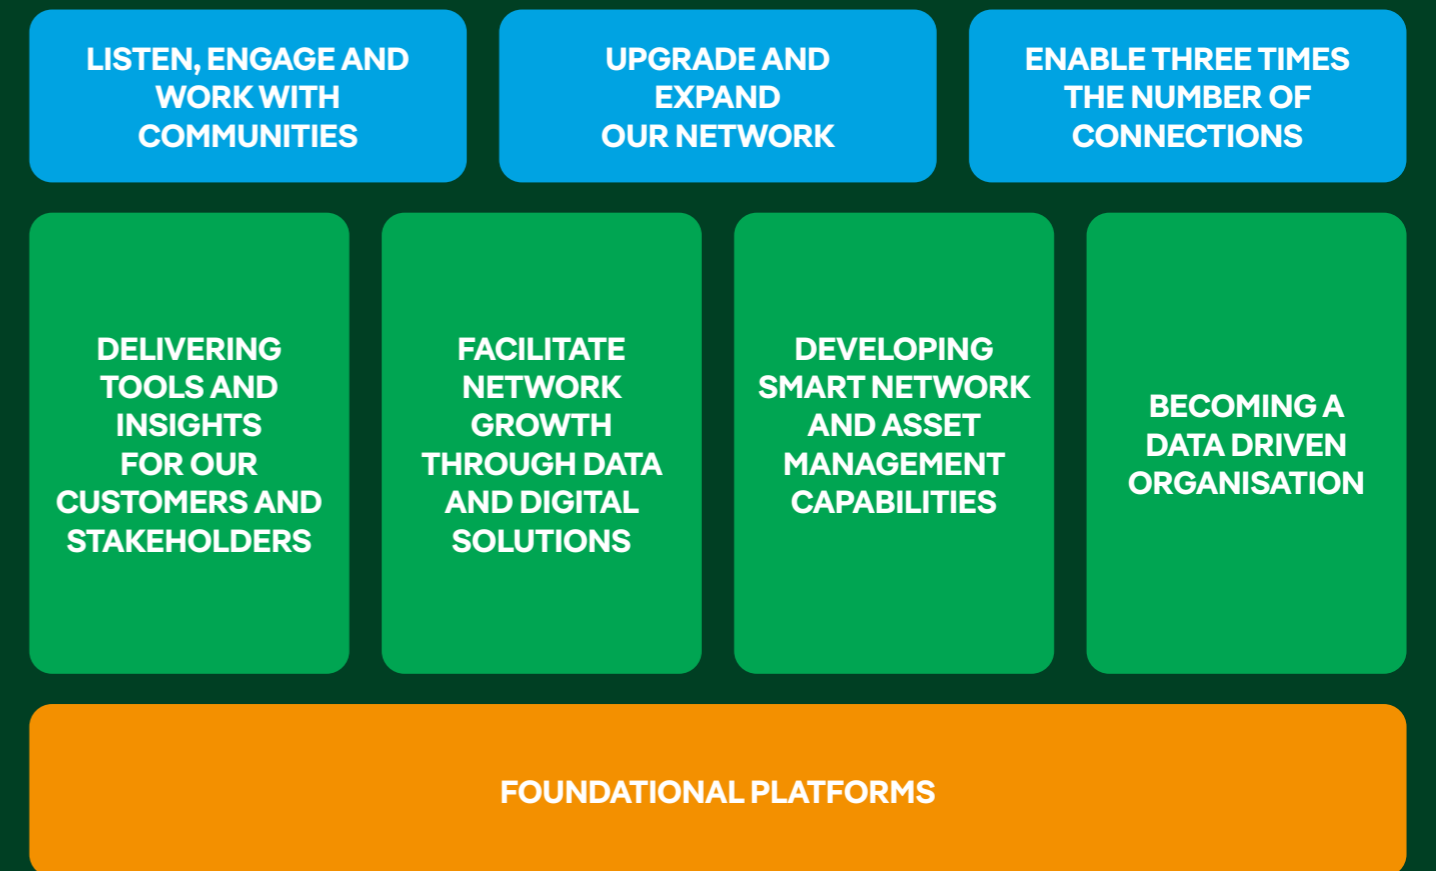 LISTEN, ENGAGE AND
WORK WITH
COMMUNITIES
UPGRADE AND
EXPAND
OUR NETWORK
ENABLE THREE TIMES
THE NUMBER OF
CONNECTIONS
DELIVERING
TOOLS AND
INSIGHTS
FOR OUR
CUSTOMERS AND
STAKEHOLDERS
FACILITATE
NETWORK
GROWTH
THROUGH DATA
AND DIGITAL
SOLUTIONS
DEVELOPING
SMART NETWORK
AND ASSET
MANAGEMENT
CAPABILITIES
BECOMING A
DATA DRIVEN
ORGANISATION
FOUNDATIONAL PLATFORMS